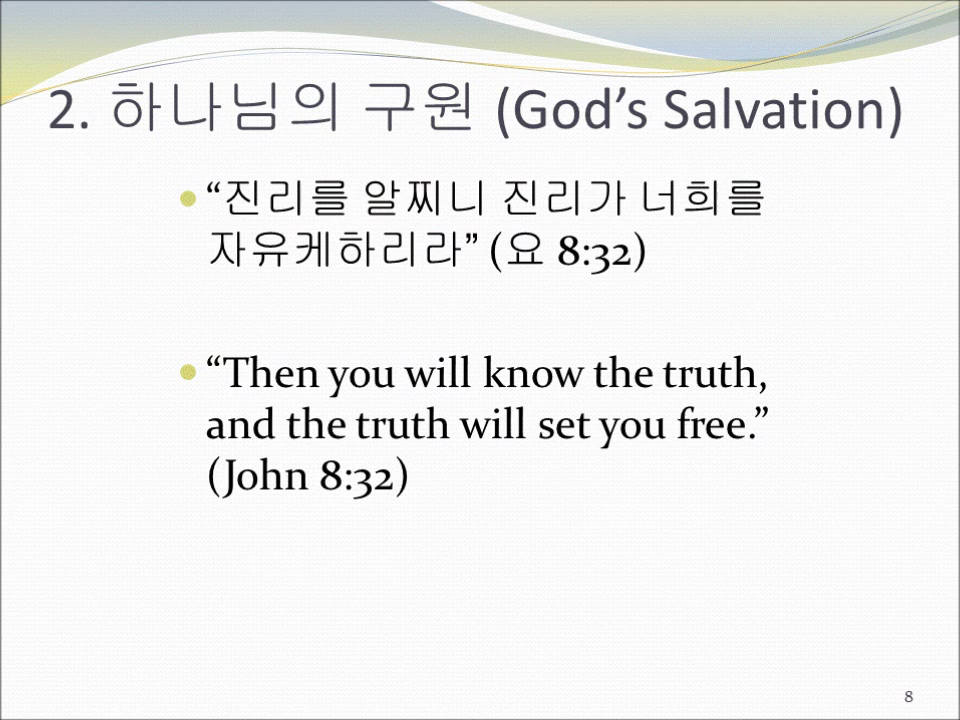 2. 하나님의 구원 (God’s Salvation)
“진리를 알찌니 진리가 너희를
자유케하리라” (요 8:32)
“Then you will know the truth,
and the truth will set you free.”
(John 8:32)
8